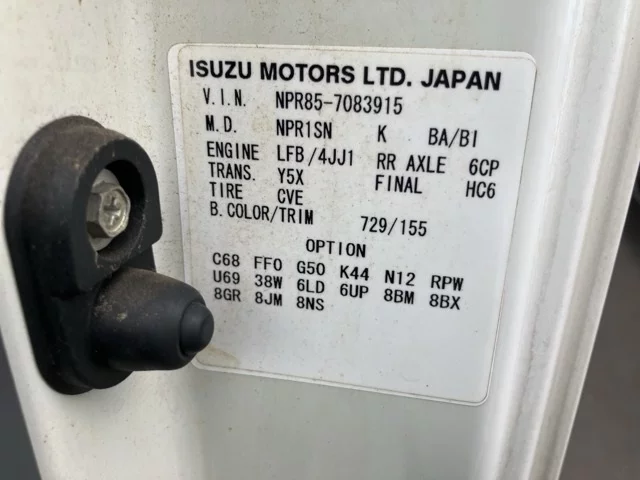 ISUZU MOTORS LTD. JAPAN
V.I.N. NPR85-7083915
M.D. NPR1SN K BA/BI
ENGINE LFB/4JJ1 RR AXLE 6CP
TRANS. Y5X FINAL HC6
TIRE CVE
B.COLOR/TRIM 729/155
OPTION
C68 FF0 G50 K44 N12 RPW
U69 38W 6LD 6UP 8BM 8BX
8GR 8JM 8NS